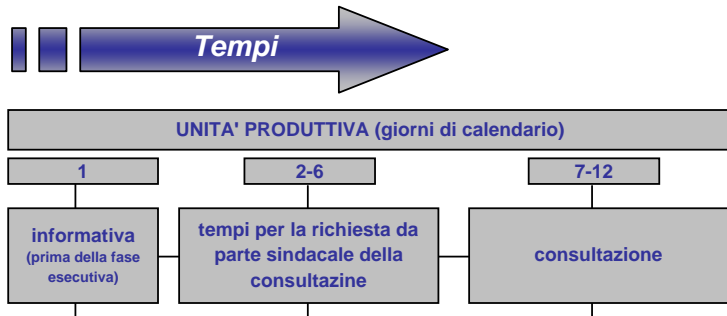 Tempi
UNITA' PRODUTTIVA (giorni di calendario)
1
2-6
7-12
informativa
(prima della fase
esecutiva)
tempi per la richiesta da
parte sindacale della
consultazine
consultazione